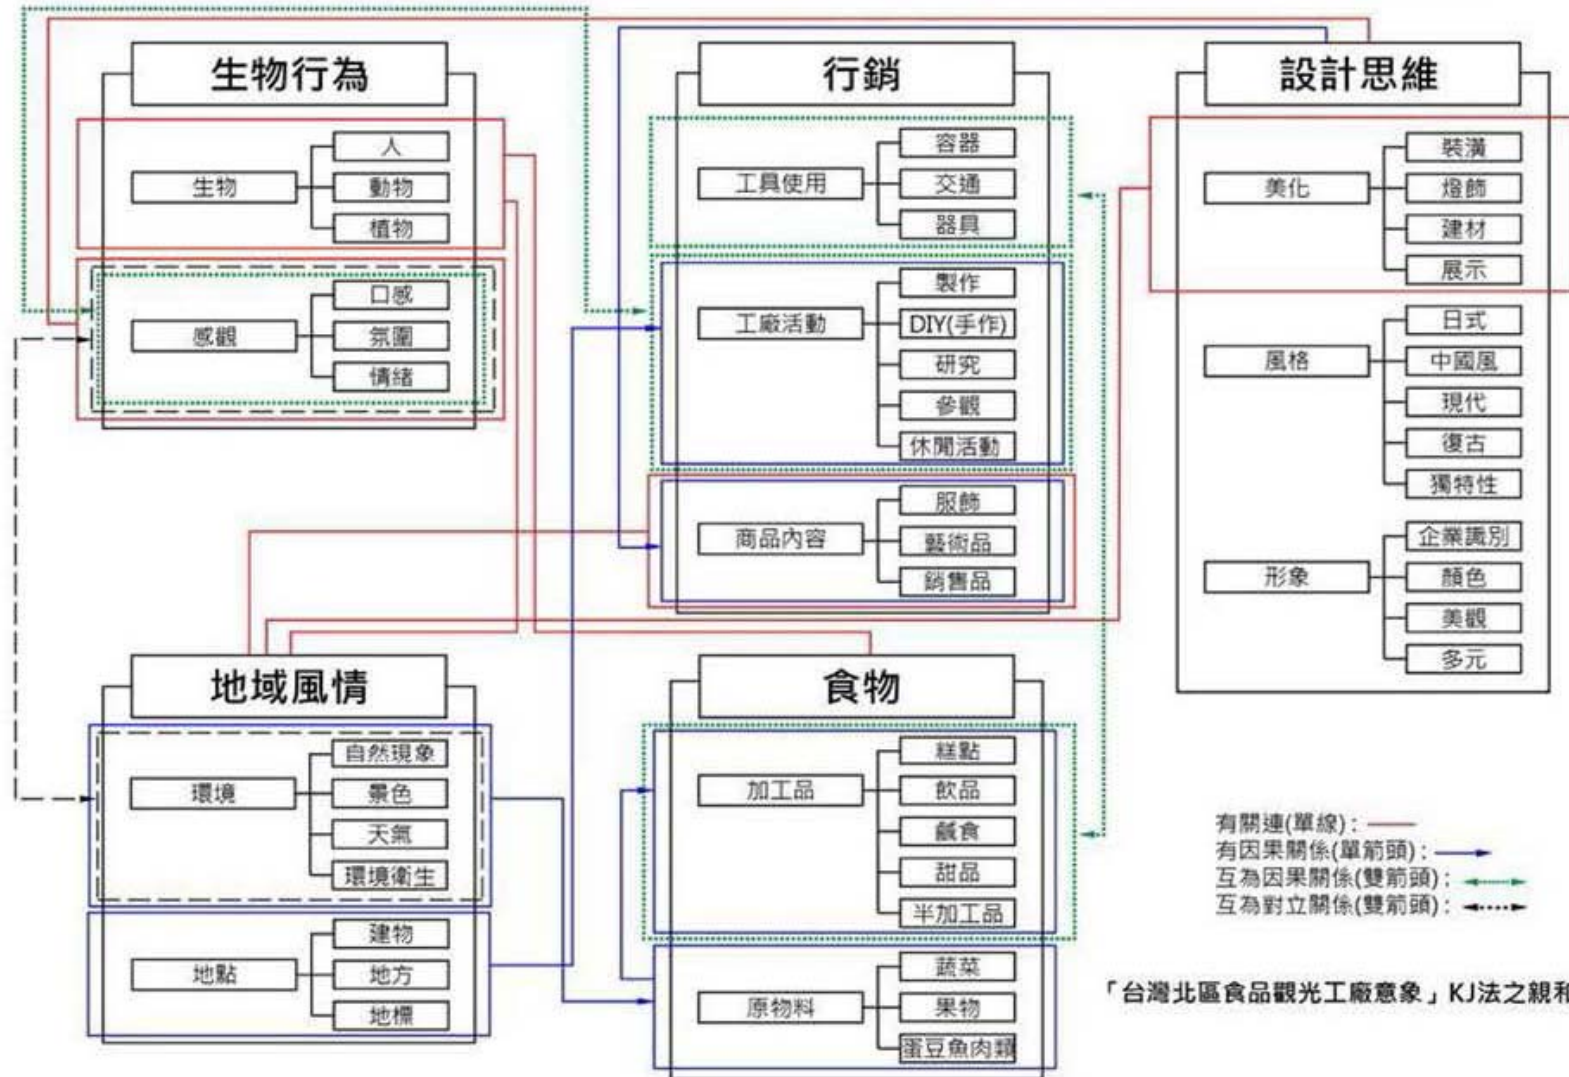 生物行為
生物
人
動物
植物
感觀
口感
氛圍
情緒
行銷
工具使用
容器
交通
器具
工廠活動
製作
DIY(手作)
研究
參觀
休閒活動
商品內容
服飾
藝術品
銷售品
設計思維
美化
裝潢
燈飾
建材
展示
風格
日式
中國風
現代
復古
獨特性
形象
企業識別
顏色
美觀
多元
地域風情
環境
自然現象
景色
天氣
環境衛生
地點
建物
地方
地標
食物
加工品
糕點
飲品
鹹食
甜品
半加工品
原物料
蔬菜
果物
蛋豆魚肉類
有關連(單線):
有因果關係(單箭頭):
互為因果關係(雙箭頭):
互為對立關係(雙箭頭):
「台灣北區食品觀光工廠意象」KJ法之親和